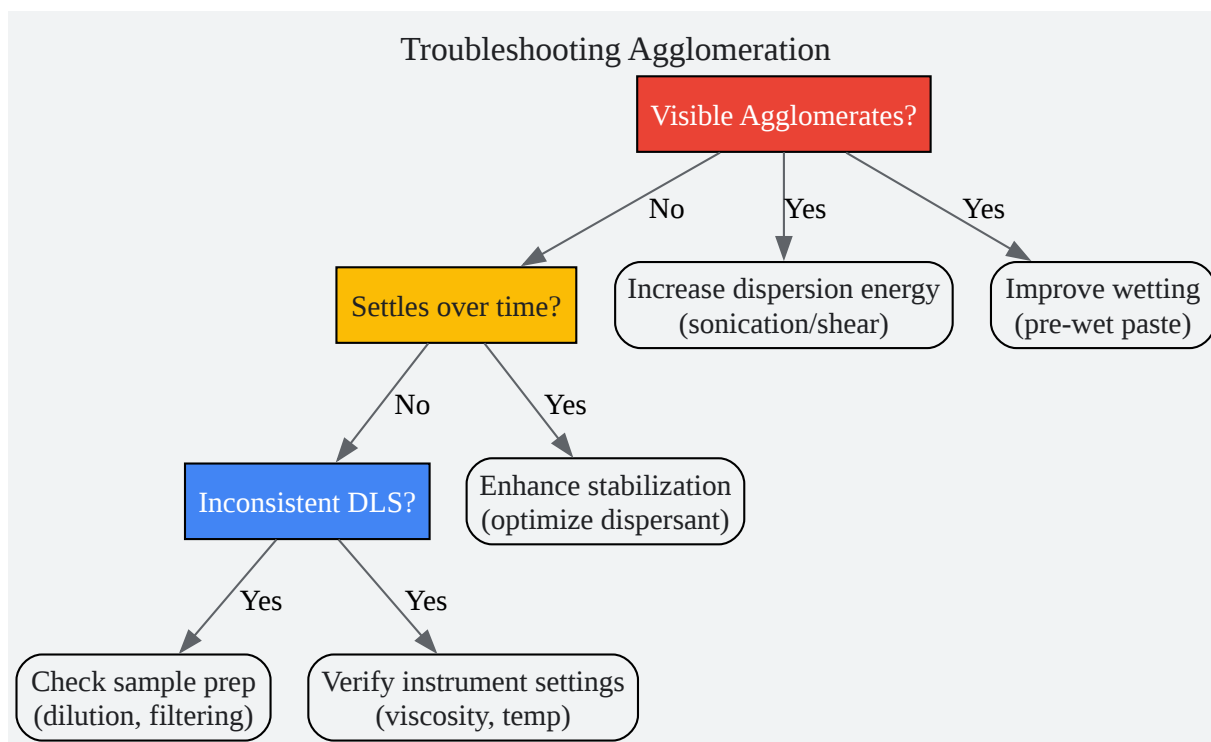 Troubleshooting Agglomeration
Visible Agglomerates?
No
Yes
Yes
Settles over time?
Increase dispersion energy
(sonication/shear)
Improve wetting
(pre-wet paste)
No
Yes
Inconsistent DLS?
Enhance stabilization
(optimize dispersant)
Yes
Yes
Check sample prep
(dilution, filtering)
Verify instrument settings
(viscosity, temp)